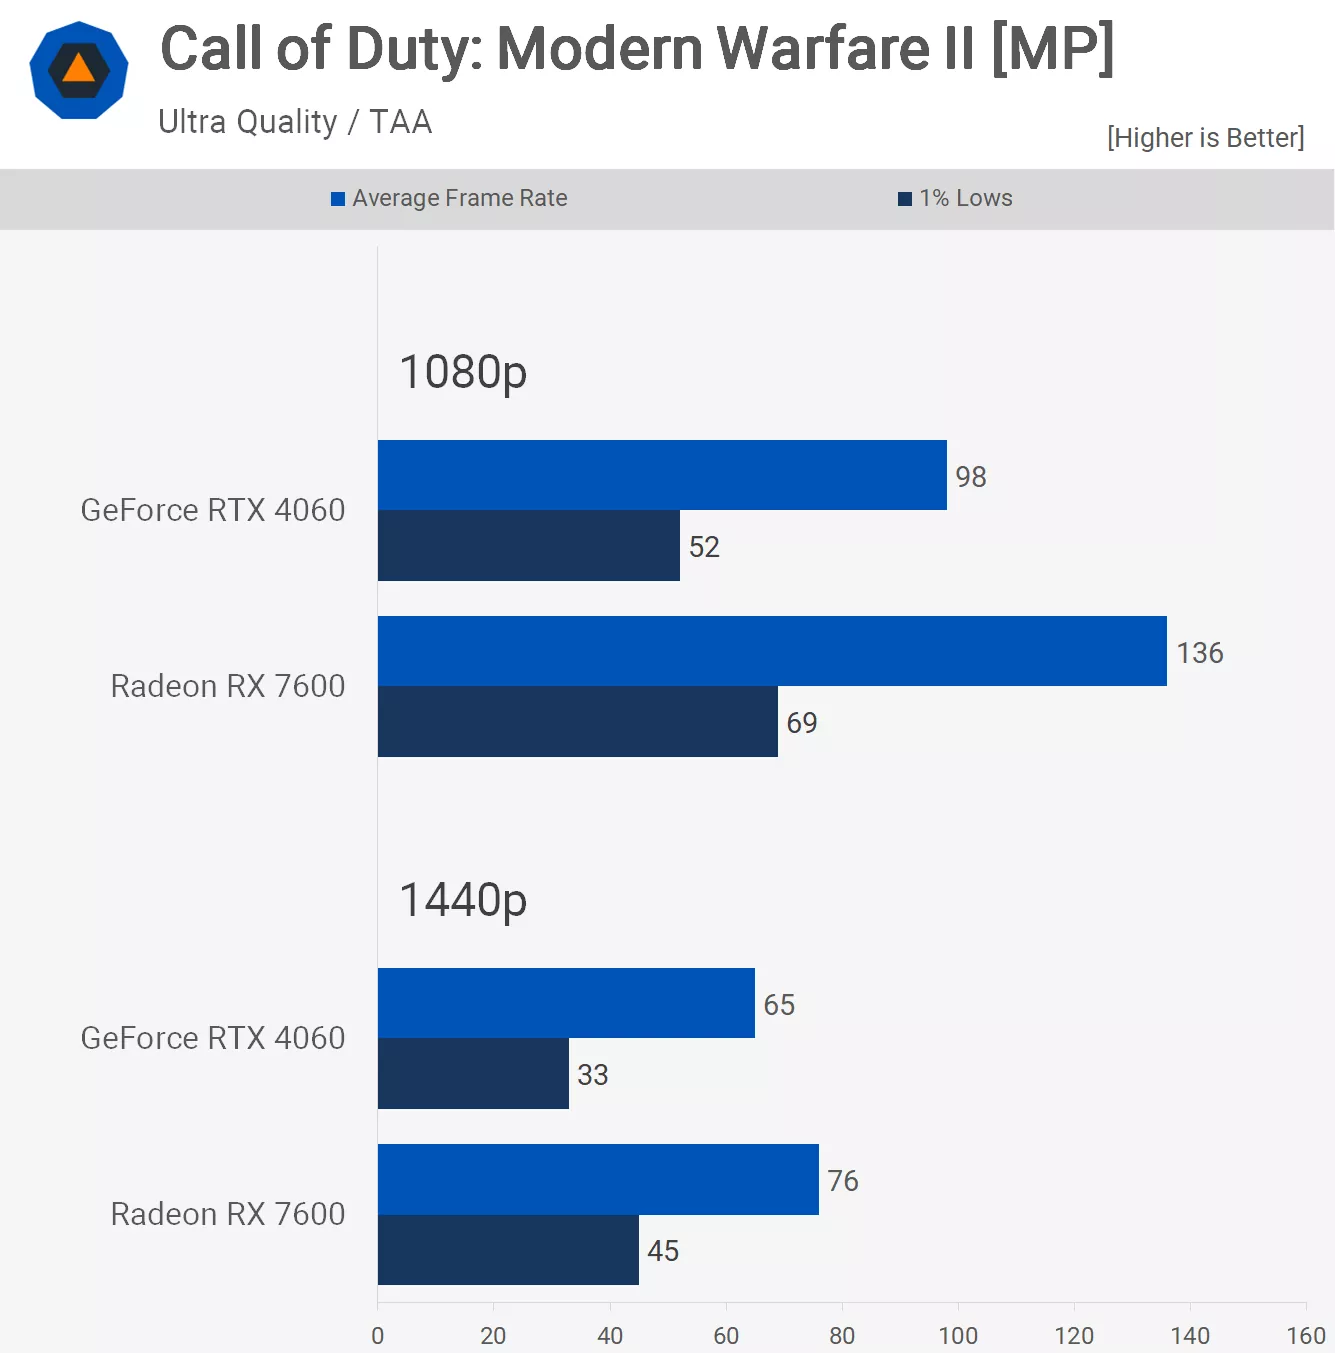 Call of Duty: Modern Warfare II [MP]
Ultra Quality / TAA
[Higher is Better]
Average Frame Rate 1% Lows
1080p
GeForce RTX 4060
98
52
Radeon RX 7600
136
69
1440p
GeForce RTX 4060
65
33
Radeon RX 7600
76
45
0 20 40 60 80 100 120 140 160